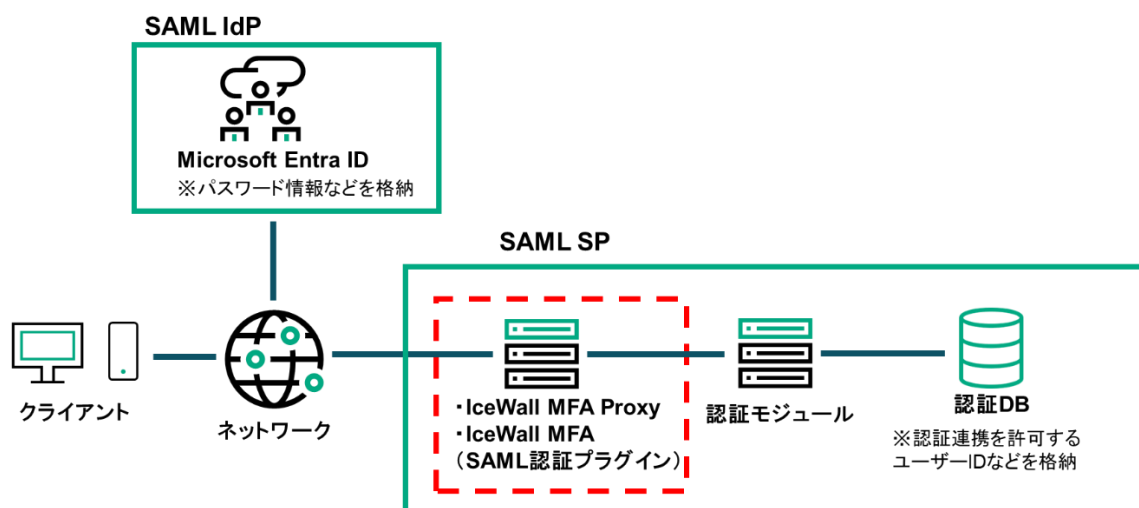 SAML IdP
Microsoft Entra ID
※パスワード情報などを格納
SAML SP
クライアント
ネットワーク
・IceWall MFA Proxy
・IceWall MFA
（SAML認証プラグイン）
認証モジュール
認証DB
※認証連携を許可する
ユーザーIDなどを格納